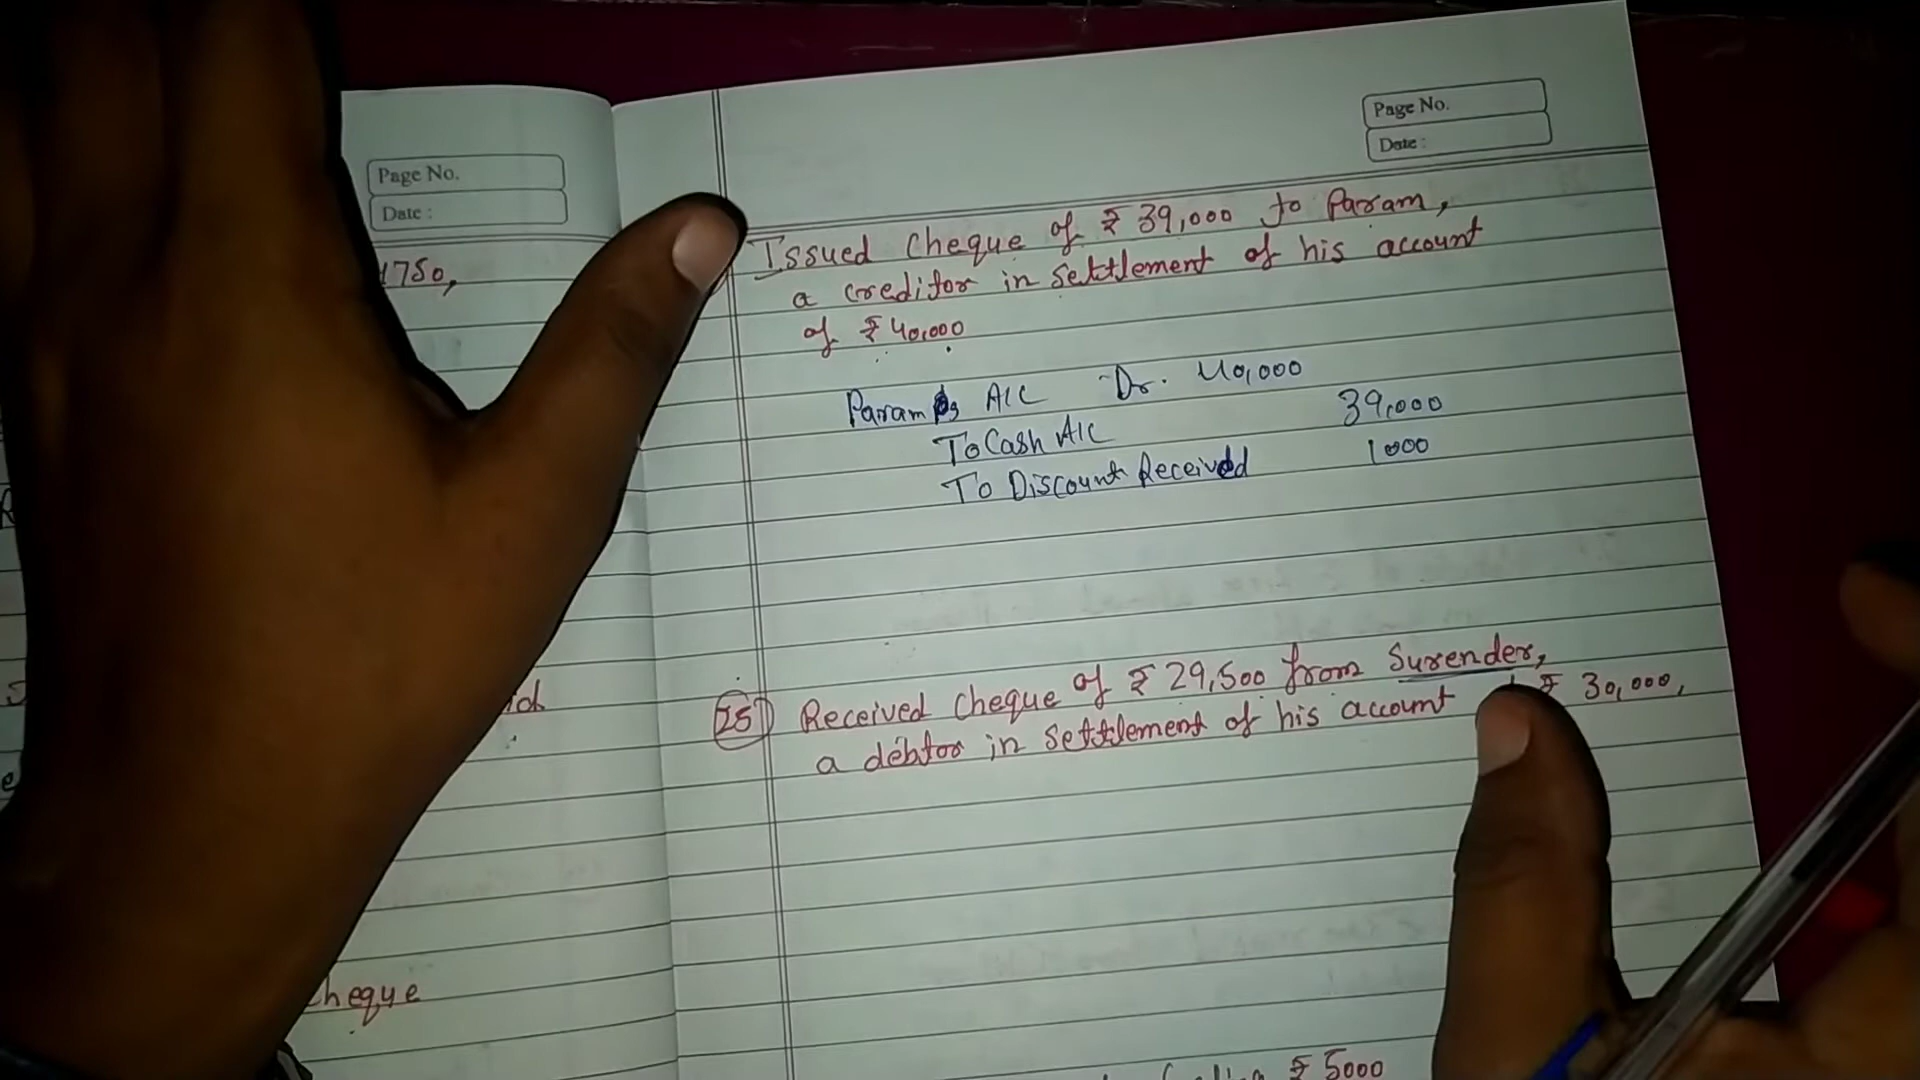 Page No.
Date :
1750,
cheque
Page No.
Date :
Issued Cheque of ₹ 39,000 to Param,
a creditor in settlement of his account
of ₹ 40,000
Param's A/C Dr. 40,000
To Cash A/C 39,000
To Discount Received 1000
25) Received cheque of ₹ 29,500 from Surender,
a debtor in setttlement of his account ₹ 30,000,
₹ 5000